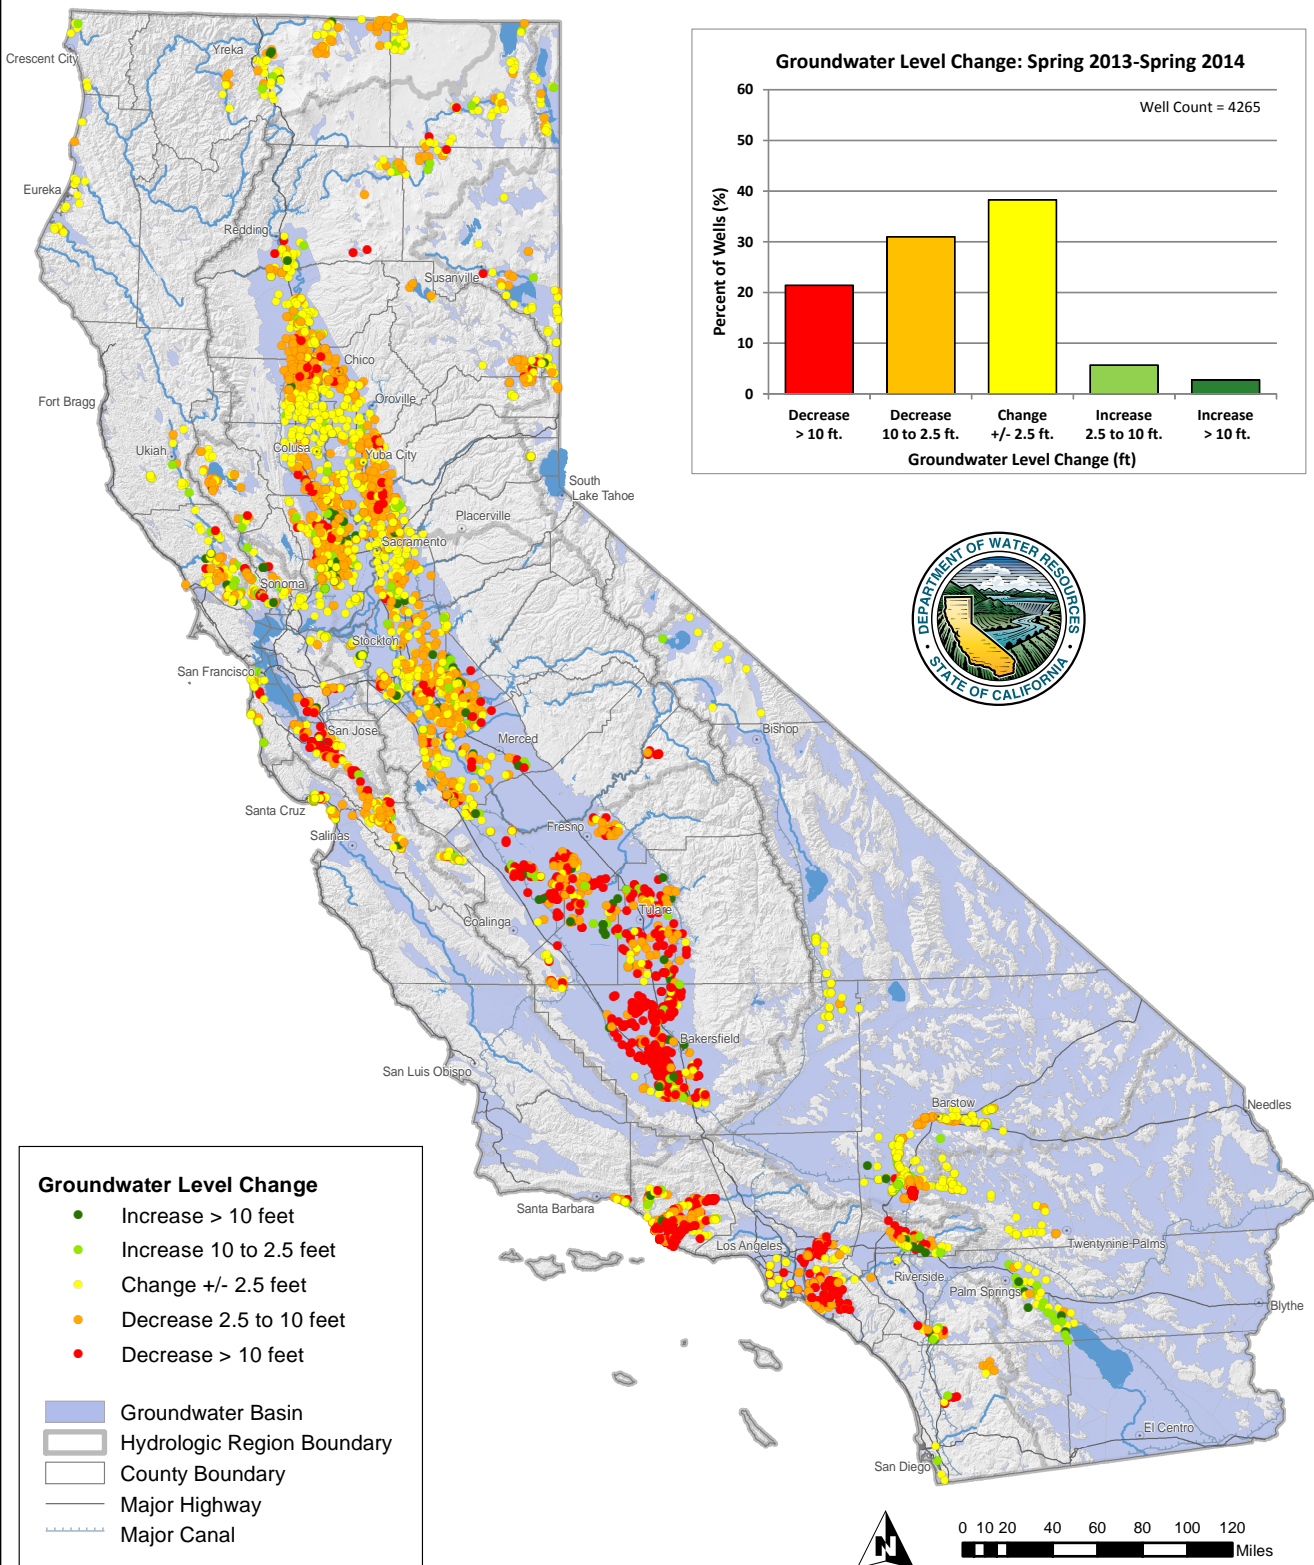 Groundwater Level Change: Spring 2013-Spring 2014
Well Count = 4265
Percent of Wells (%)
60
50
40
30
20
10
0
Decrease > 10 ft.
Decrease 10 to 2.5 ft.
Change +/- 2.5 ft.
Increase 2.5 to 10 ft.
Increase > 10 ft.
Groundwater Level Change (ft)
DEPARTMENT OF WATER RESOURCES
STATE OF CALIFORNIA
Crescent City
Yreka
Eureka
Redding
Susanville
Chico
Fort Bragg
Oroville
Ukiah
Colusa
Yuba City
South Lake Tahoe
Placerville
Sacramento
Sonoma
Stockton
San Francisco
San Jose
Bishop
Merced
Santa Cruz
Salinas
Fresno
Tulare
Coalinga
Bakersfield
San Luis Obispo
Barstow
Needles
Santa Barbara
Los Angeles
Twentynine Palms
Riverside
Palm Springs
Blythe
El Centro
San Diego
Groundwater Level Change
Increase > 10 feet
Increase 10 to 2.5 feet
Change +/- 2.5 feet
Decrease 2.5 to 10 feet
Decrease > 10 feet
Groundwater Basin
Hydrologic Region Boundary
County Boundary
Major Highway
Major Canal
N
0 10 20 40 60 80 100 120
Miles